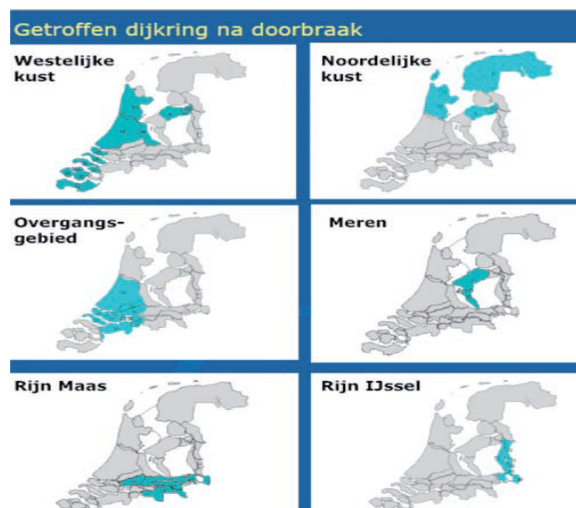 Getroffen dijkring na doorbraak
Westelijke
kust
Noordelijke
kust
Overgangs-
gebied
Meren
Rijn Maas
Rijn IJssel